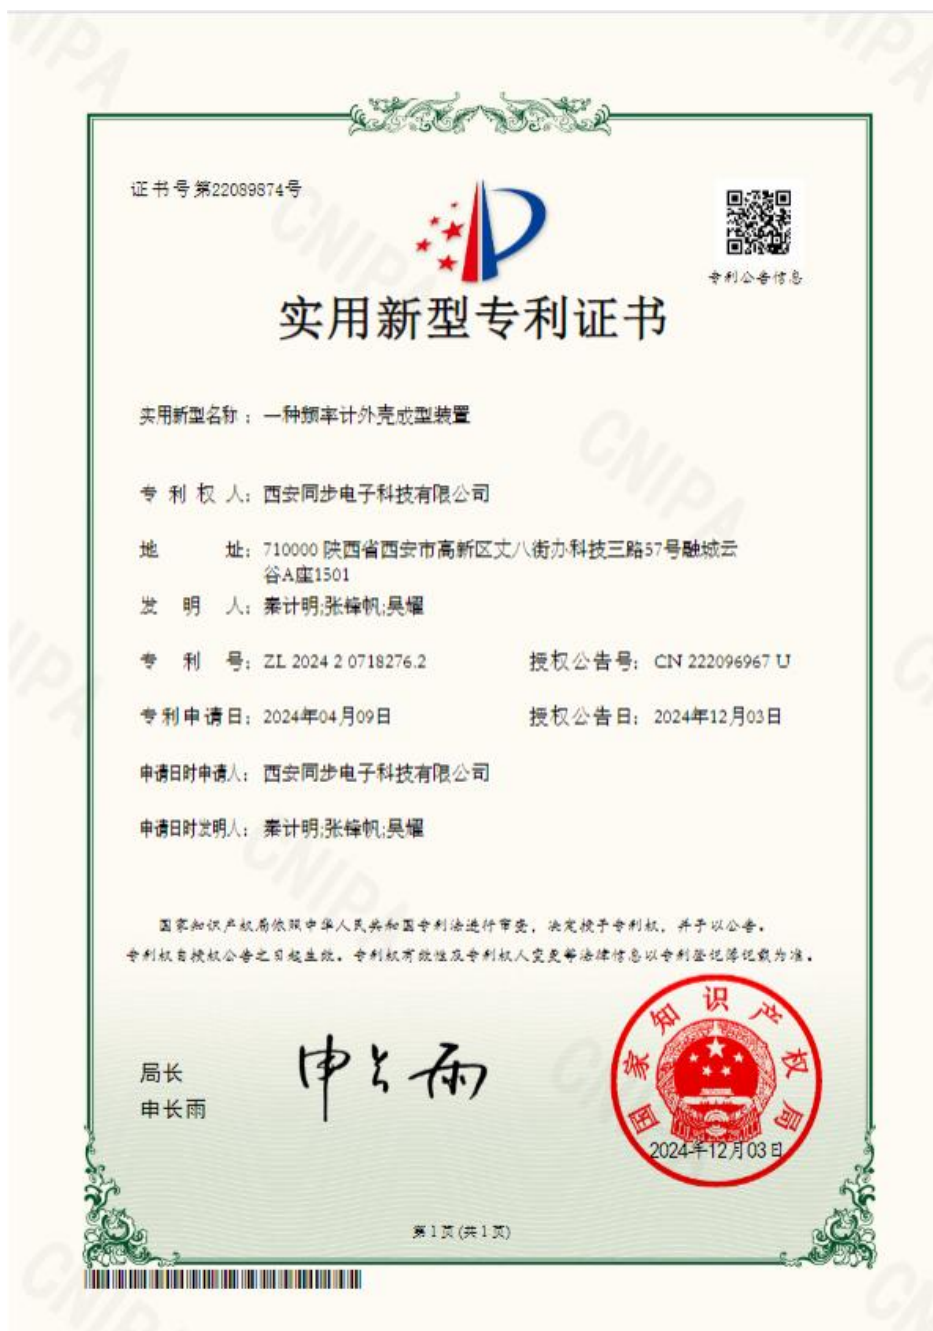 证书号第22089874号
专利公告信息
实用新型专利证书
实用新型名称：一种频率计外壳成型装置
专利权人：西安同步电子科技有限公司
地址：710000 陕西省西安市高新区丈八街办科技三路57号融城云
谷A座1501
发明人：秦计明;张锋帆;吴耀
专利号：ZL 2024 2 0718276.2 授权公告号：CN 222096967 U
专利申请日：2024年04月09日 授权公告日：2024年12月03日
申请日时申请人：西安同步电子科技有限公司
申请日时发明人：秦计明;张锋帆;吴耀
国家知识产权局依照中华人民共和国专利法进行审查，决定授予专利权，并予以公告。
专利权自授权公告之日起生效。专利权有效性及专利权人变更等法律信息以专利登记簿记载为准。
局长
申长雨
申长雨
国家知识产权局
2024年12月03日
第1页(共1页)
CNIPA